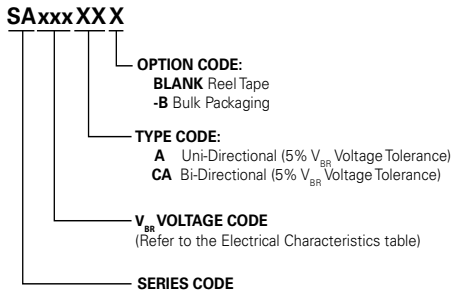 SAxxxXXX
OPTION CODE:
BLANK Reel Tape
-B Bulk Packaging
TYPE CODE:
A Uni-Directional (5% VBR Voltage Tolerance)
CA Bi-Directional (5% VBR Voltage Tolerance)
VBR VOLTAGE CODE
(Refer to the Electrical Characteristics table)
SERIES CODE